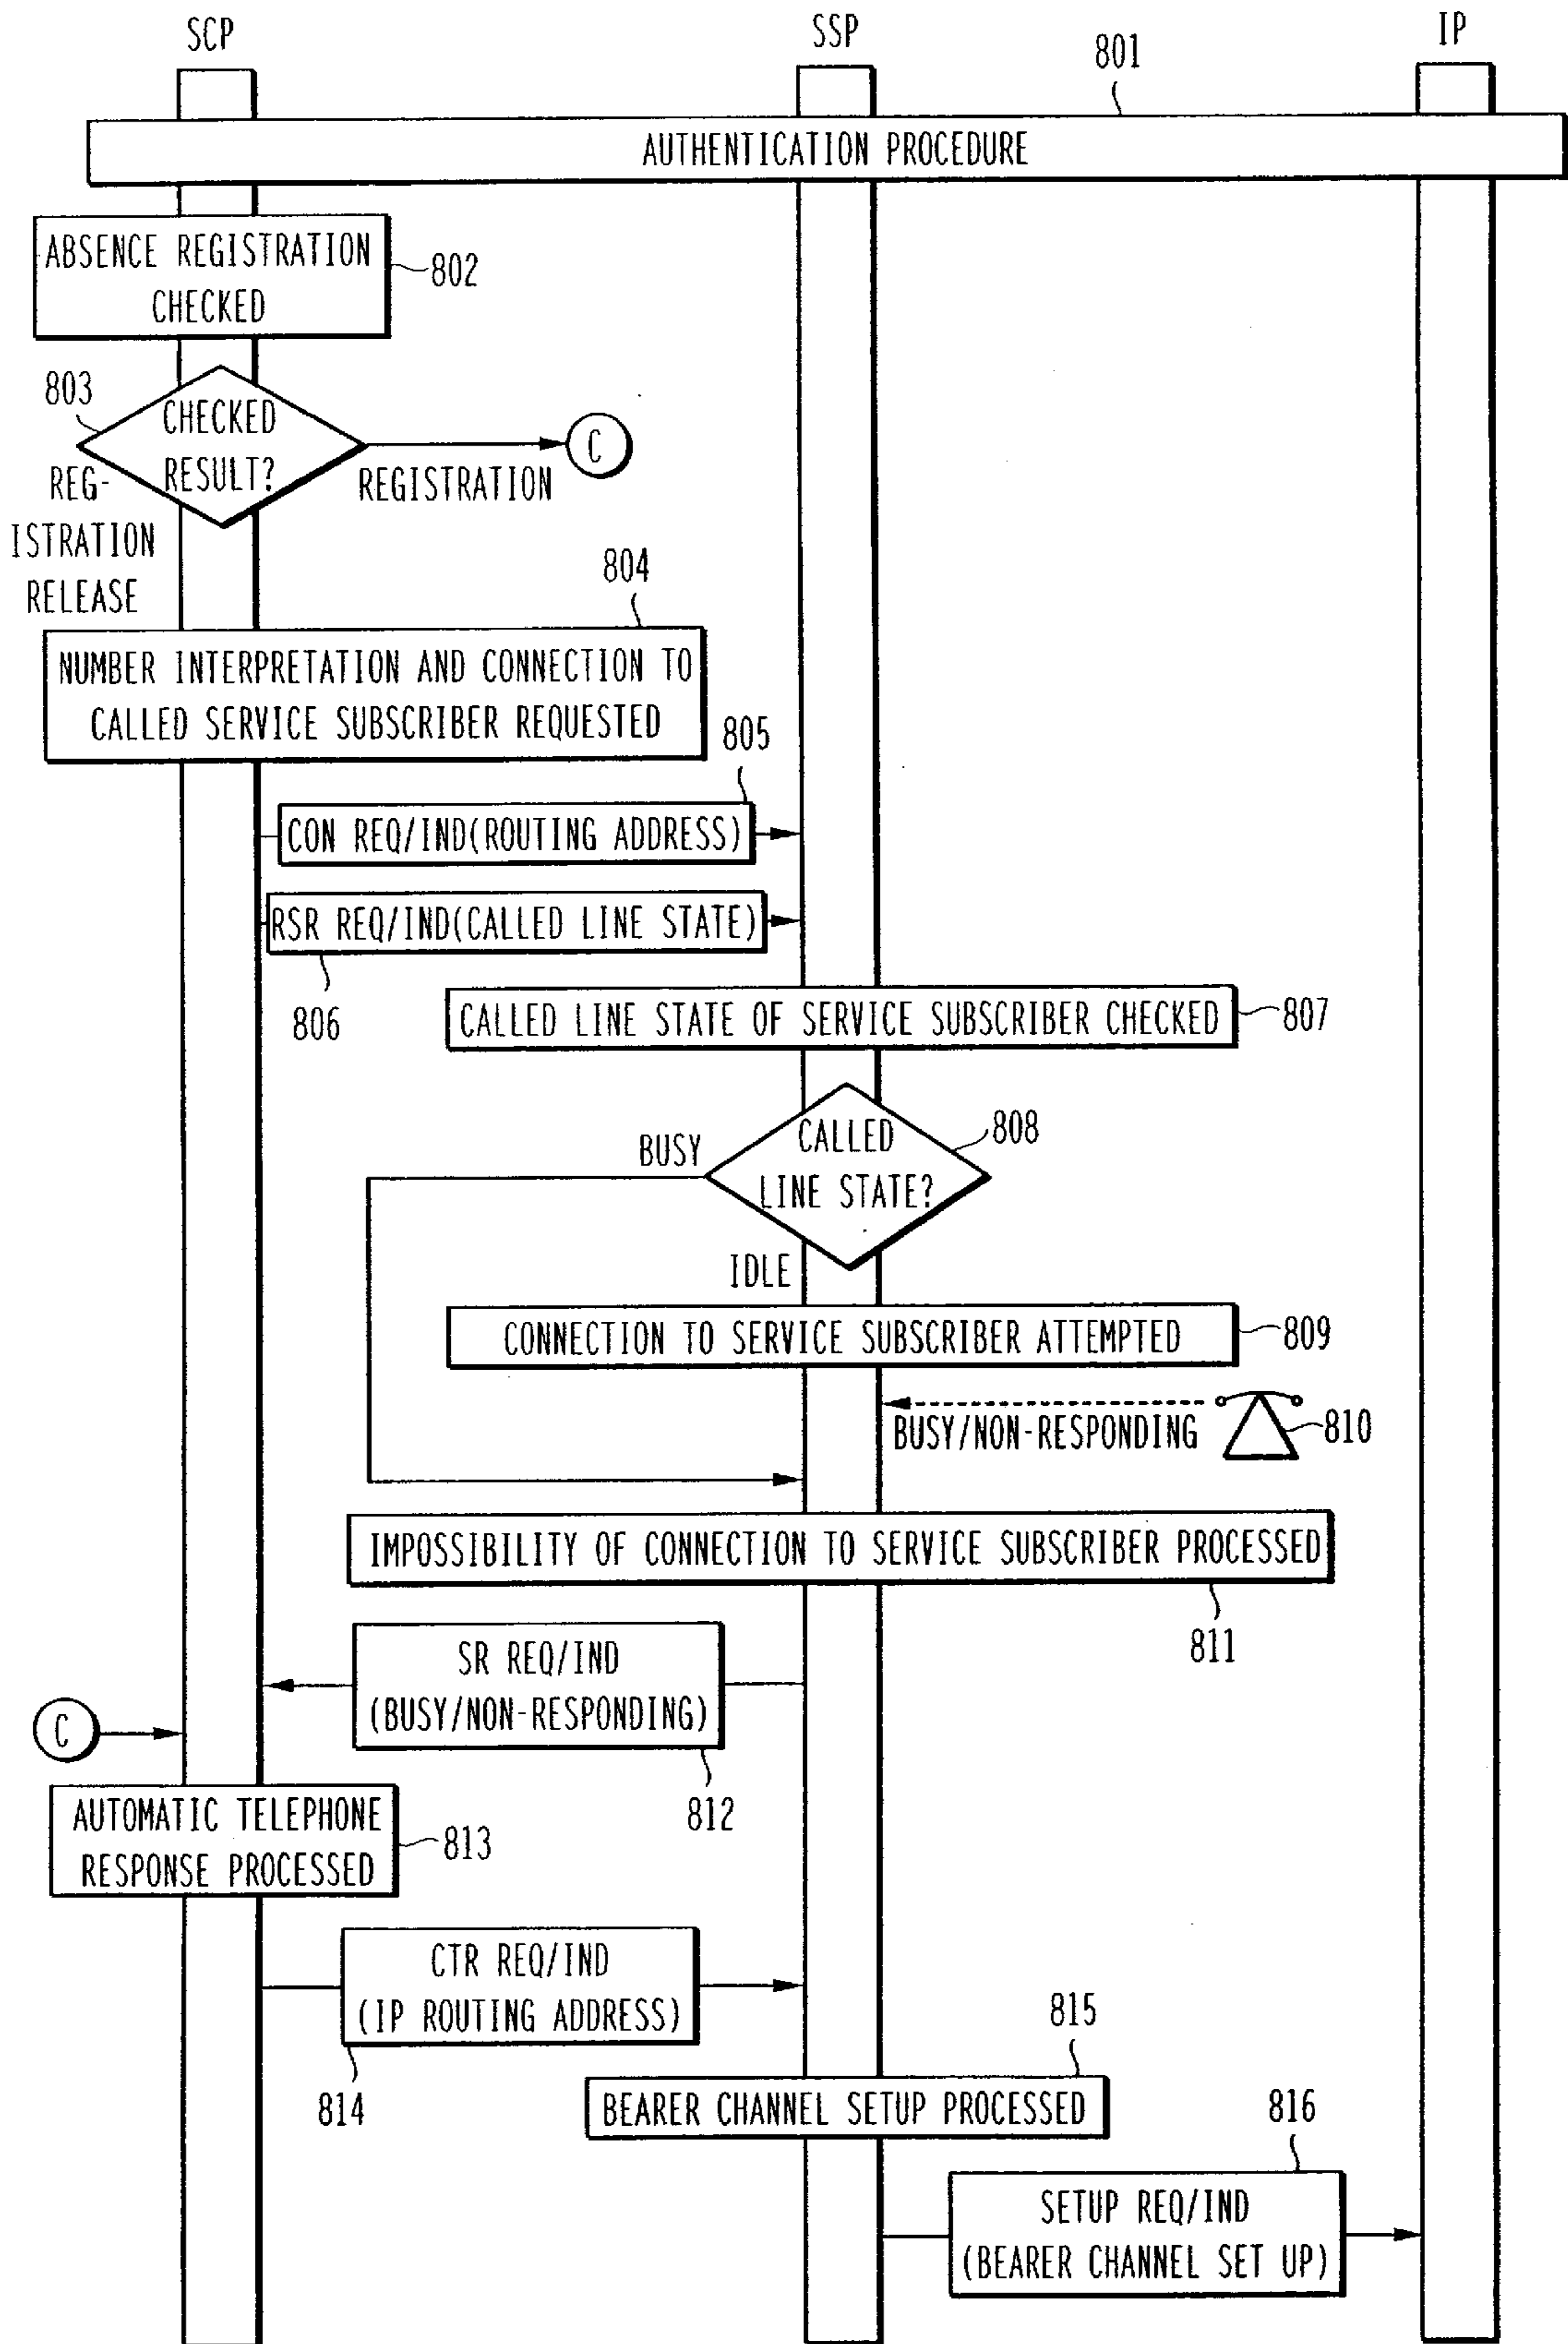 SCP
SSP
IP
801
AUTHENTICATION PROCEDURE
ABSENCE REGISTRATION
CHECKED
802
803
CHECKED
RESULT?
C
REG-
ISTRATION
RELEASE
REGISTRATION
804
NUMBER INTERPRETATION AND CONNECTION TO
CALLED SERVICE SUBSCRIBER REQUESTED
805
CON REQ/IND(ROUTING ADDRESS)
RSR REQ/IND(CALLED LINE STATE)
806
CALLED LINE STATE OF SERVICE SUBSCRIBER CHECKED
807
BUSY
CALLED
LINE STATE?
808
IDLE
CONNECTION TO SERVICE SUBSCRIBER ATTEMPTED
809
BUSY/NON-RESPONDING
810
IMPOSSIBILITY OF CONNECTION TO SERVICE SUBSCRIBER PROCESSED
811
SR REQ/IND
(BUSY/NON-RESPONDING)
812
C
AUTOMATIC TELEPHONE
RESPONSE PROCESSED
813
CTR REQ/IND
(IP ROUTING ADDRESS)
814
815
BEARER CHANNEL SETUP PROCESSED
816
SETUP REQ/IND
(BEARER CHANNEL SET UP)